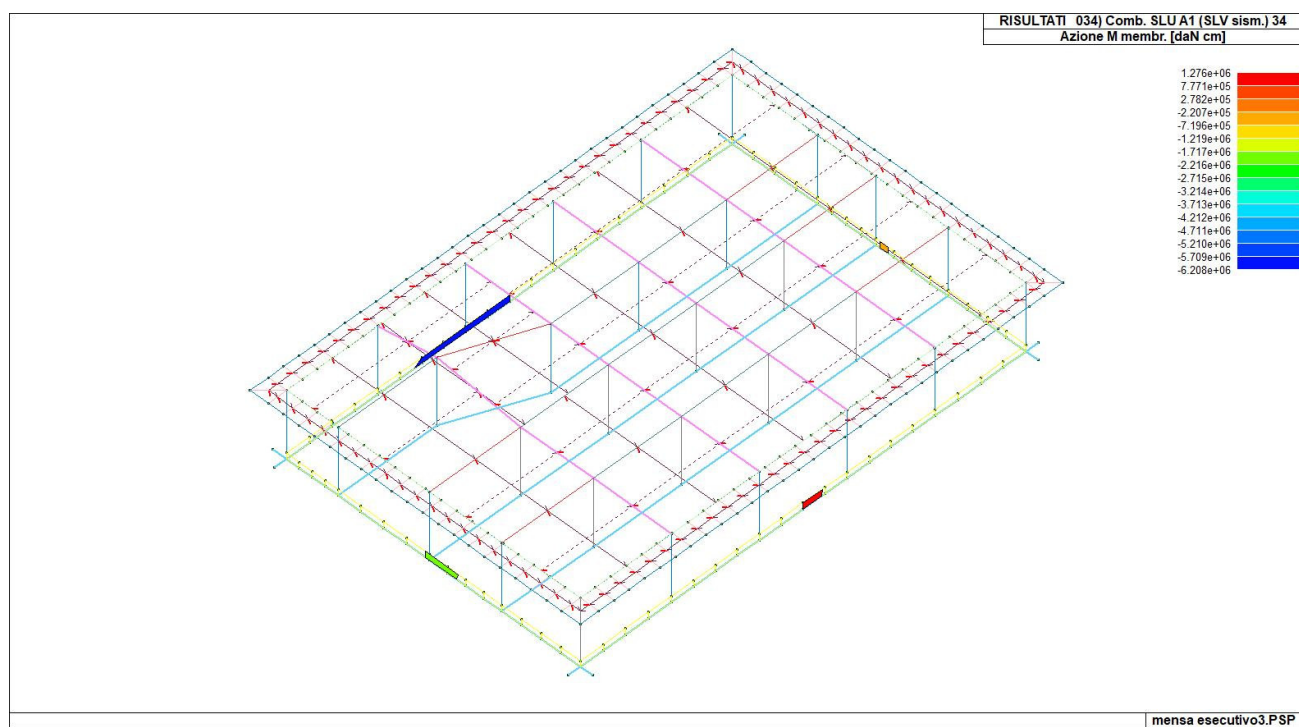 RISULTATI 034) Comb. SLU A1 (SLV sism.) 34
Azione M membr. [daN cm]
1.276e+06
7.771e+05
2.782e+05
-2.207e+05
-7.196e+05
-1.219e+06
-1.717e+06
-2.216e+06
-2.715e+06
-3.214e+06
-3.713e+06
-4.212e+06
-4.711e+06
-5.210e+06
-5.709e+06
-6.208e+06
mensa esecutivo3.PSP